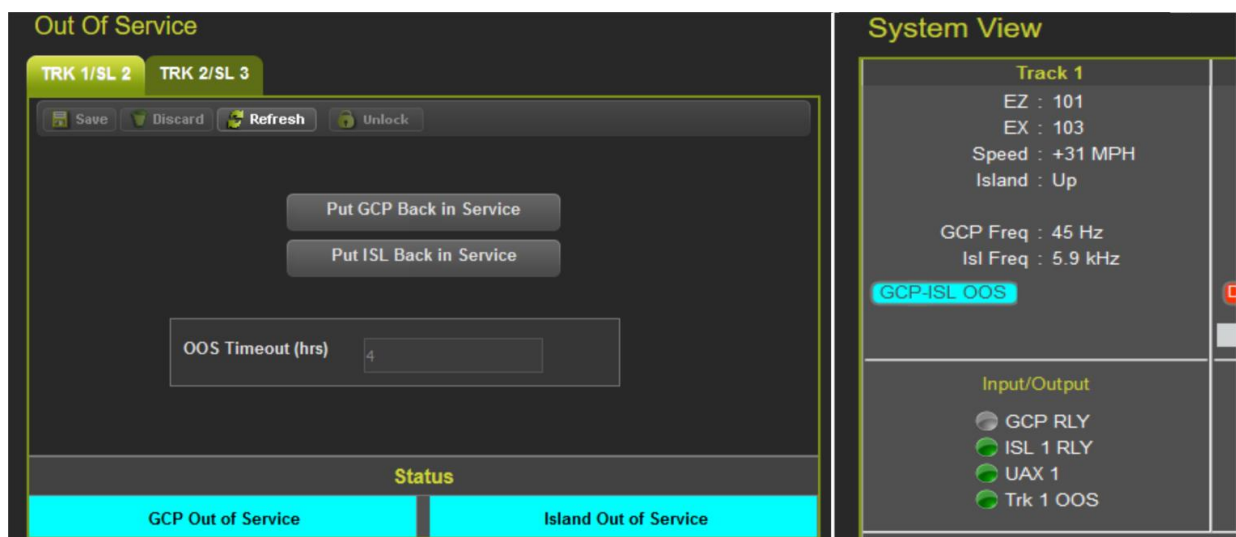 Out Of Service
TRK 1/SL 2
TRK 2/SL 3
Save
Discard
Refresh
Unlock
Put GCP Back in Service
Put ISL Back in Service
OOS Timeout (hrs)
4
Status
GCP Out of Service
Island Out of Service
System View
Track 1
EZ : 101
EX : 103
Speed : +31 MPH
Island : Up
GCP Freq : 45 Hz
Isl Freq : 5.9 kHz
GCP-ISL OOS
Input/Output
GCP RLY
ISL 1 RLY
UAX 1
Trk 1 OOS